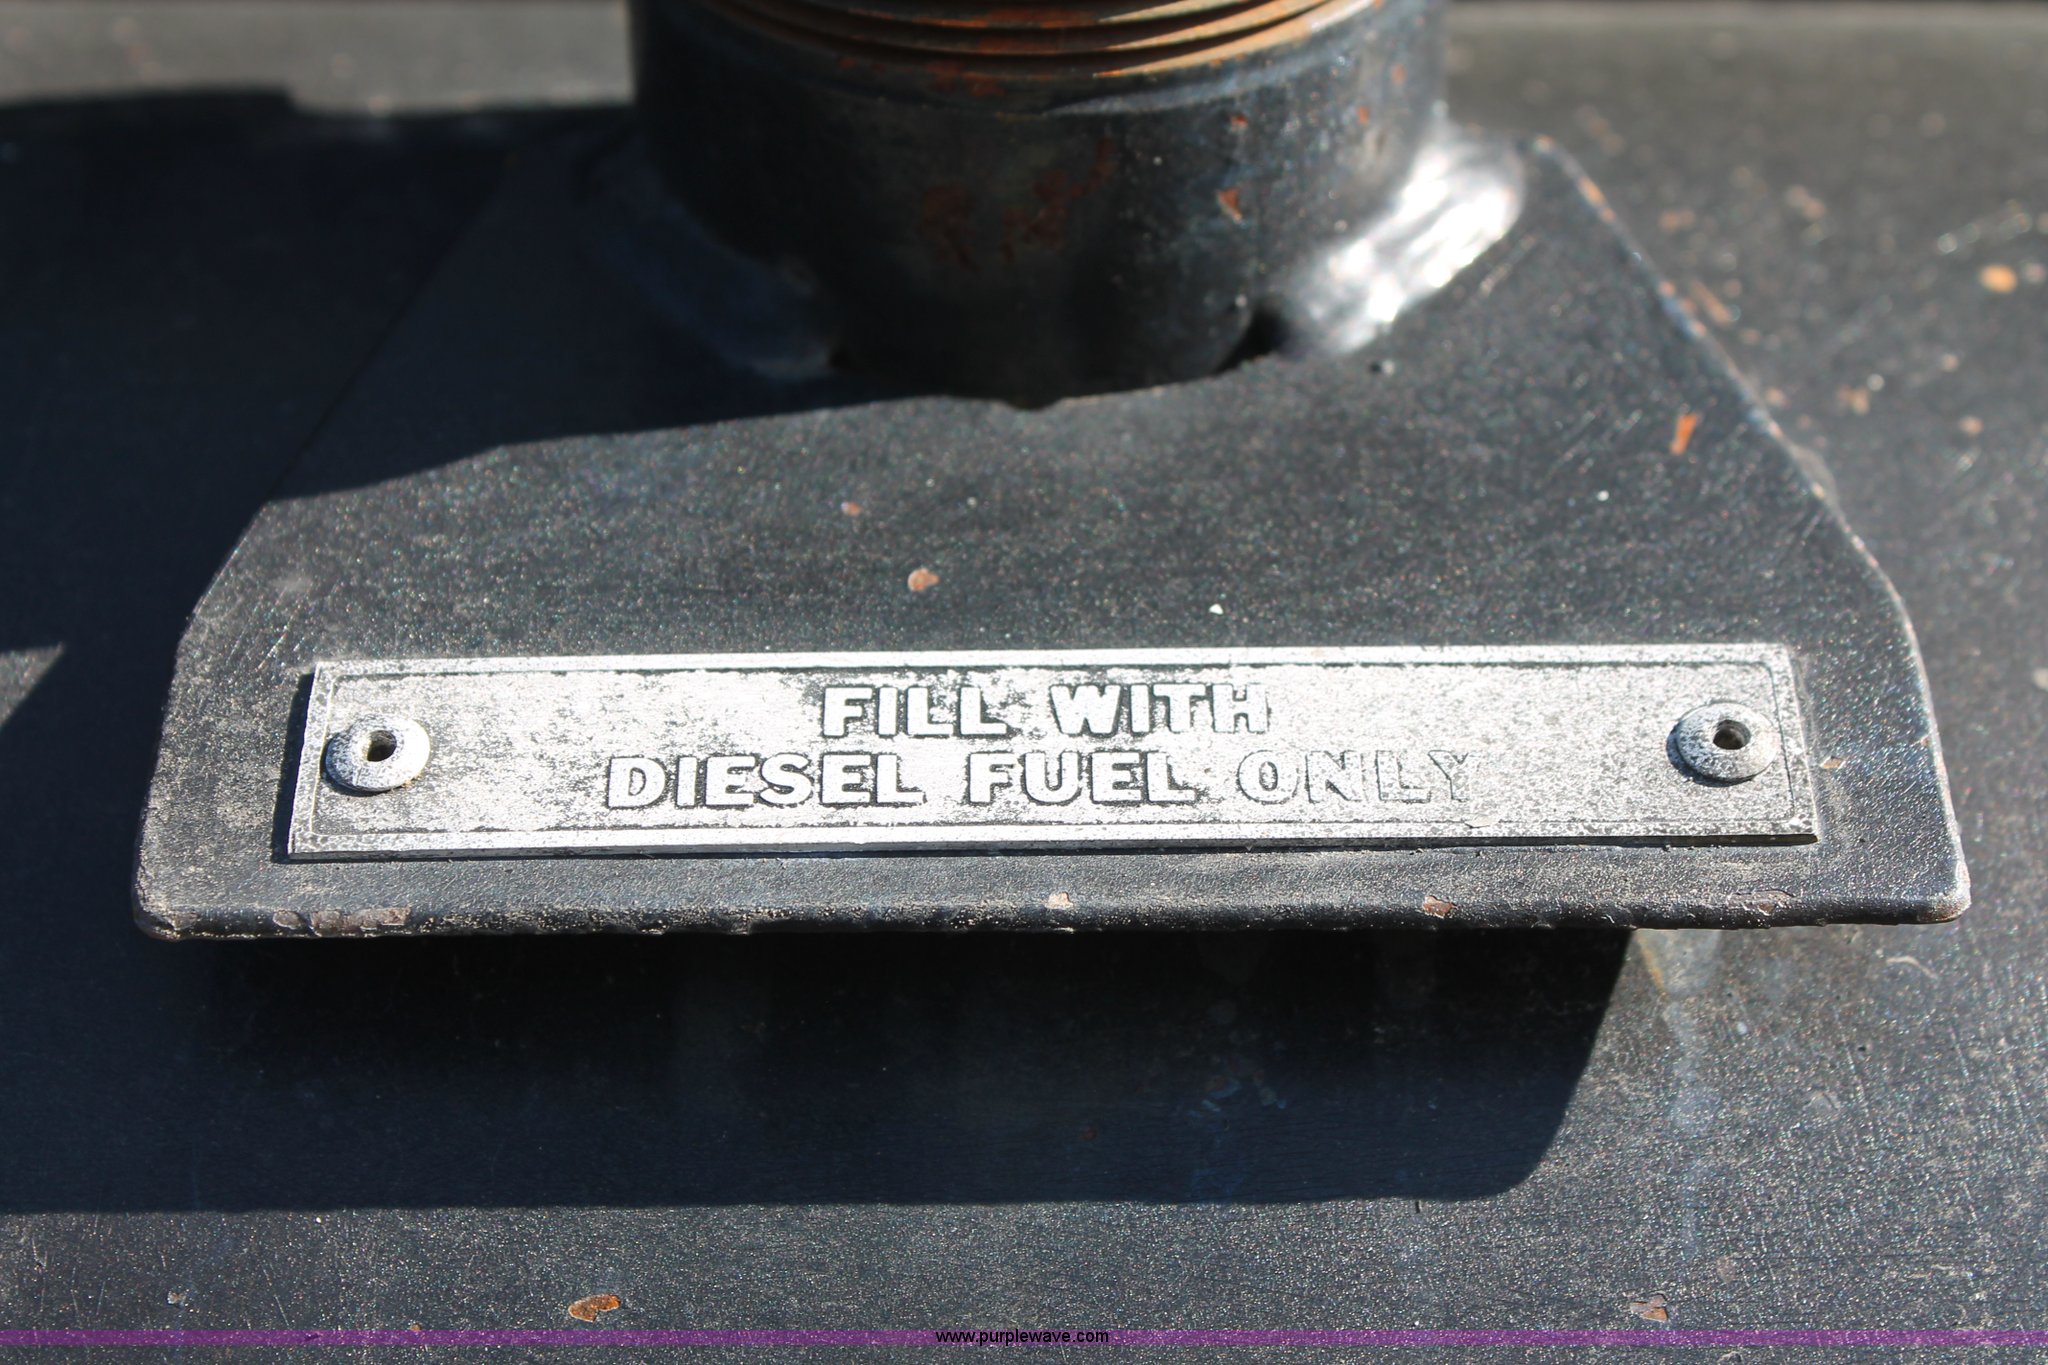 FILL WITH
DIESEL FUEL ONLY
www.purplewave.com